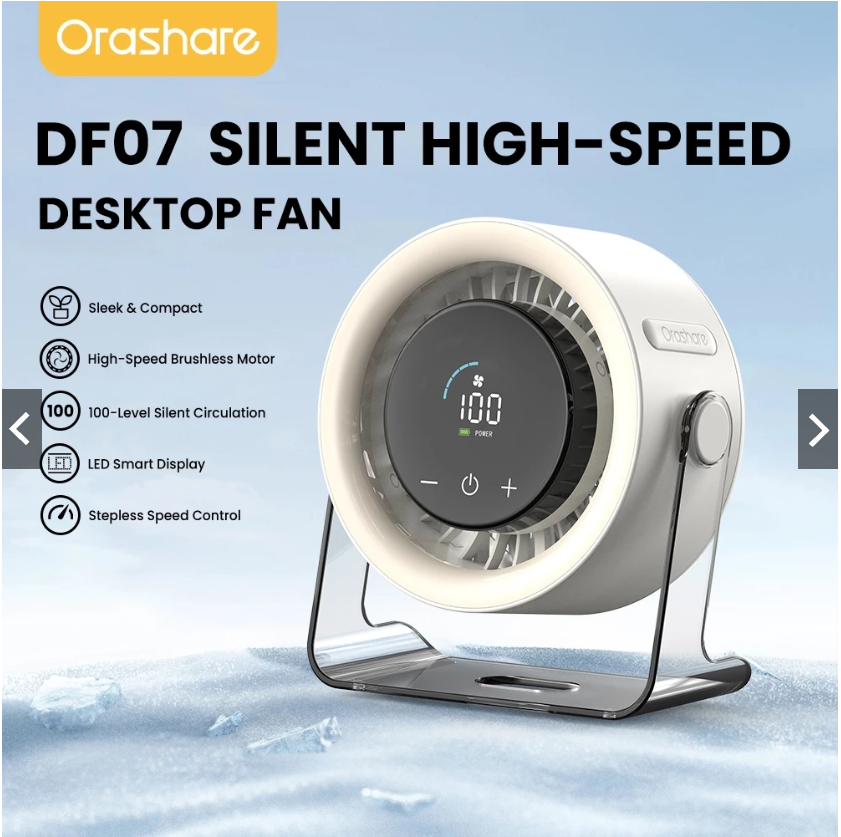 Orashare
DF07 SILENT HIGH-SPEED
DESKTOP FAN
Sleek & Compact
High-Speed Brushless Motor
100
100-Level Silent Circulation
LED
LED Smart Display
Stepless Speed Control
Orashare
100
POWER